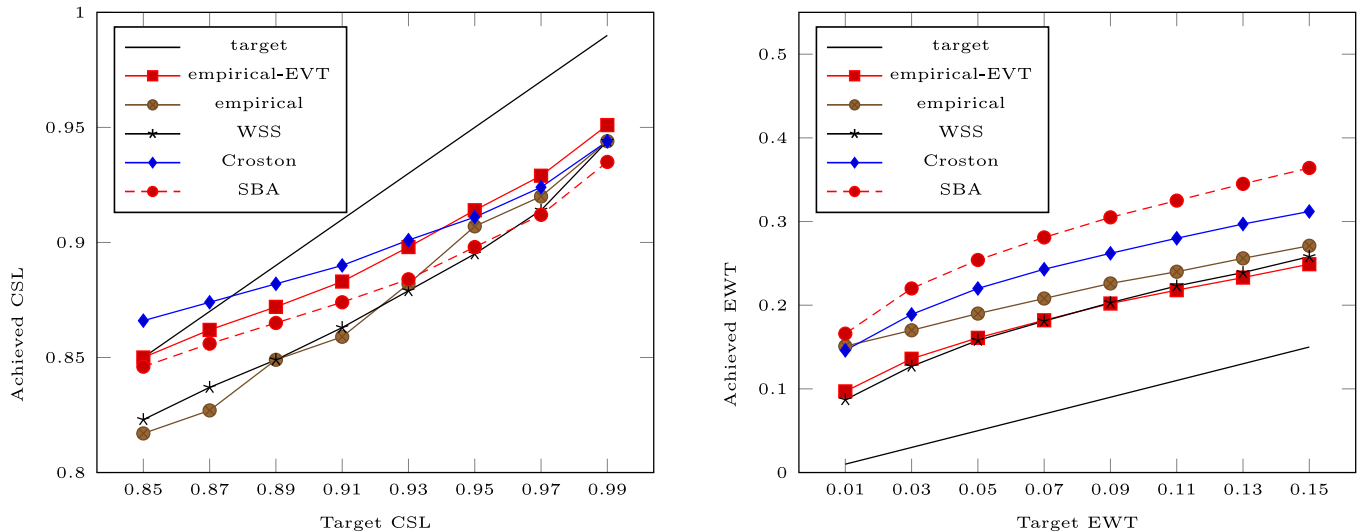 1
0.95
0.9
0.85
0.8
Achieved CSL
target
empirical-EVT
empirical
WSS
Croston
SBA
0.85 0.87 0.89 0.91 0.93 0.95 0.97 0.99
Target CSL
0.5
0.4
0.3
0.2
0.1
0
Achieved EWT
target
empirical-EVT
empirical
WSS
Croston
SBA
0.01 0.03 0.05 0.07 0.09 0.11 0.13 0.15
Target EWT